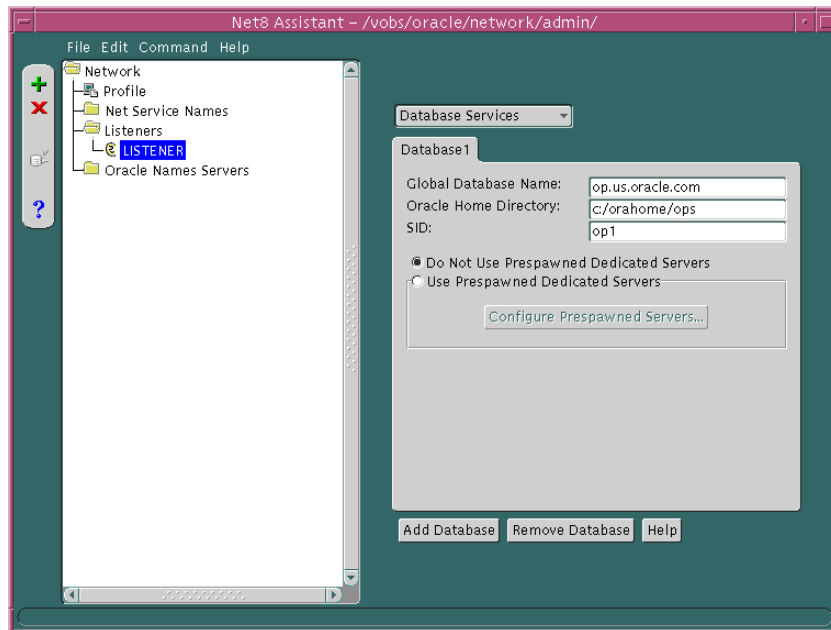 Net8 Assistant – /vobs/oracle/network/admin/
File Edit Command Help
Network
Profile
Net Service Names
Listeners
LISTENER
Oracle Names Servers
?
Database Services
Database1
Global Database Name: op.us.oracle.com
Oracle Home Directory: c:/orahome/ops
SID: op1
Do Not Use Prespawned Dedicated Servers
Use Prespawned Dedicated Servers
Configure Prespawned Servers...
Add Database Remove Database Help